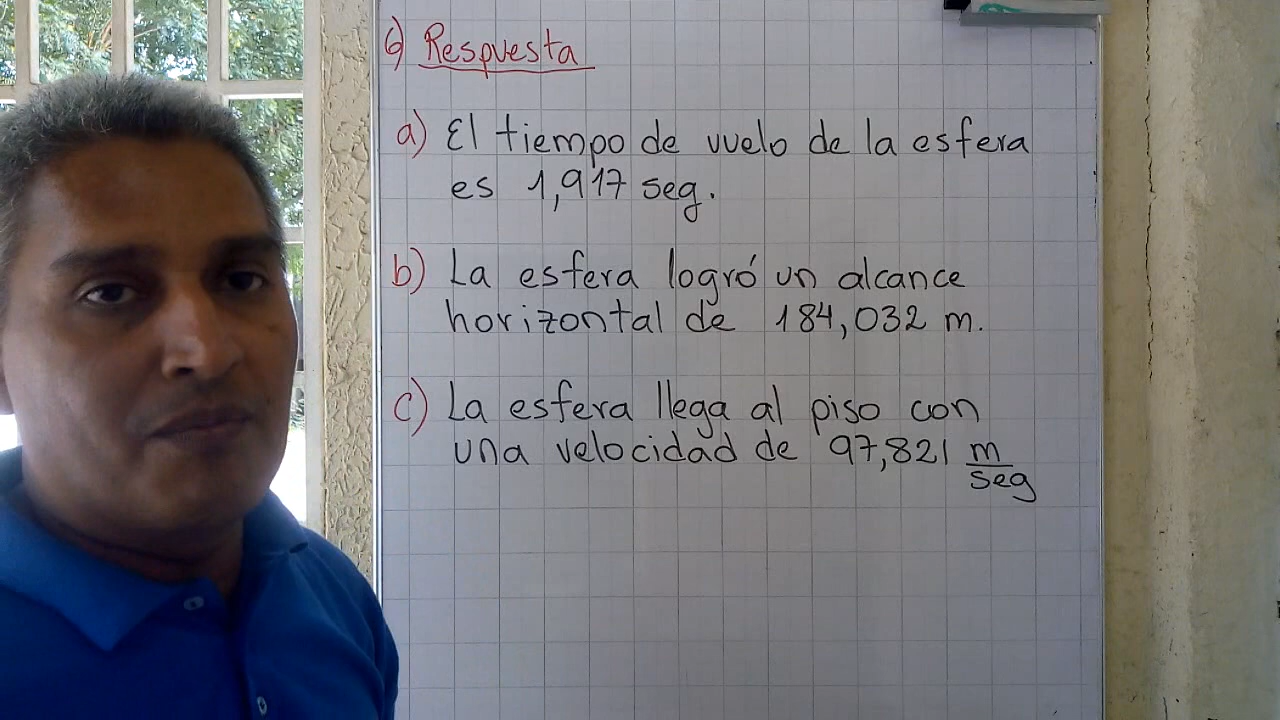 6) Respuesta
a) El tiempo de vuelo de la esfera
es 1,917 seg.
b) La esfera logró un alcance
horizontal de 184,032 m.
c) La esfera llega al piso con
una velocidad de 97,821 m/seg